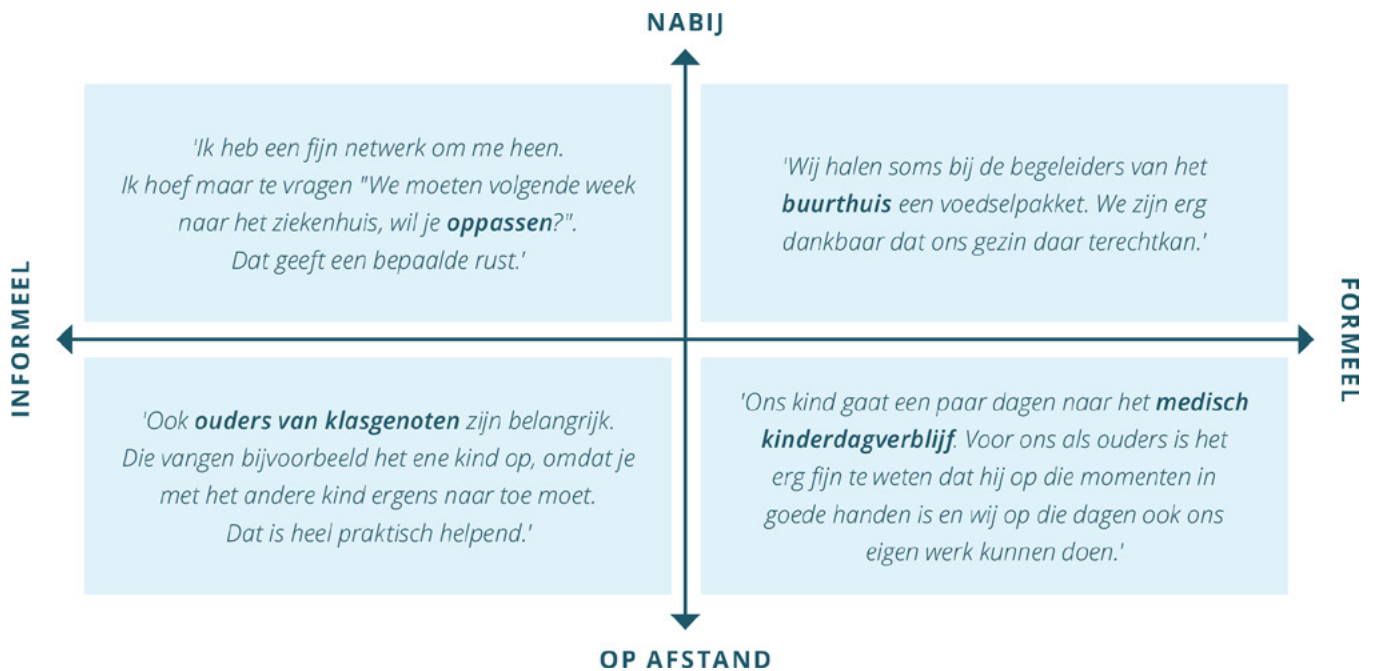 NABIJ
'Ik heb een fijn netwerk om me heen.
Ik hoef maar te vragen "We moeten volgende week
naar het ziekenhuis, wil je oppassen?".
Dat geeft een bepaalde rust.'
'Wij halen soms bij de begeleiders van het
buurthuis een voedselpakket. We zijn erg
dankbaar dat ons gezin daar terechtkan.'
INFORMEEL
FORMEEL
'Ook ouders van klasgenoten zijn belangrijk.
Die vangen bijvoorbeeld het ene kind op, omdat je
met het andere kind ergens naar toe moet.
Dat is heel praktisch helpend.'
'Ons kind gaat een paar dagen naar het medisch
kinderdagverblijf. Voor ons als ouders is het
erg fijn te weten dat hij op die momenten in
goede handen is en wij op die dagen ook ons
eigen werk kunnen doen.'
OP AFSTAND